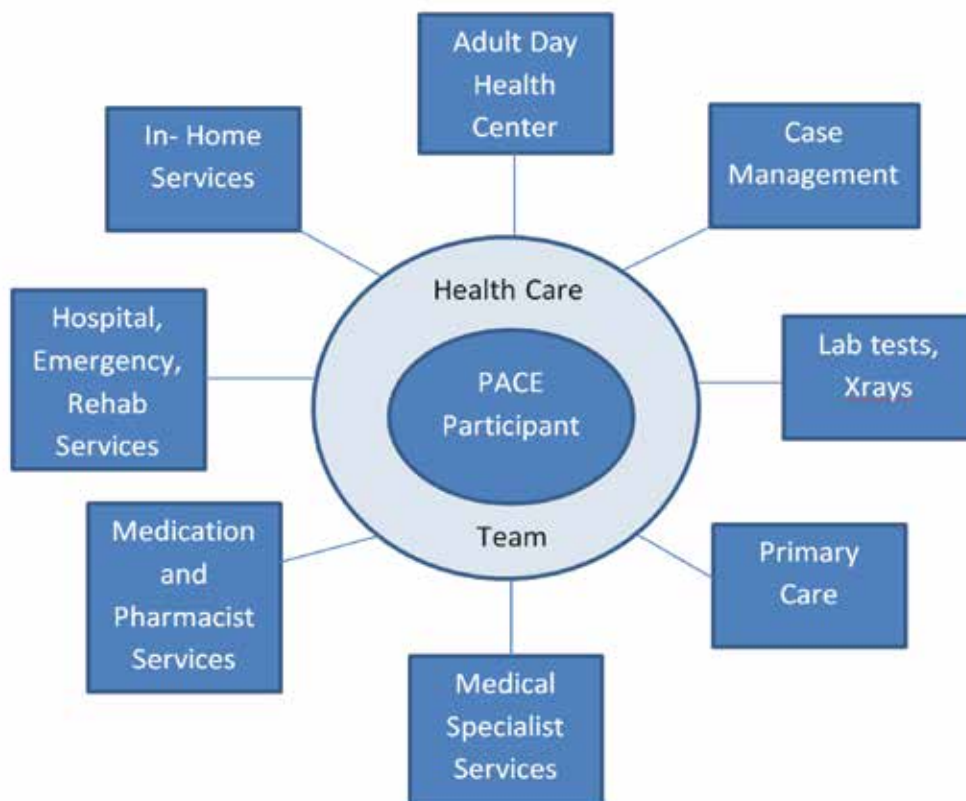 Adult Day
Health
Center
In- Home
Services
Case
Management
Health Care
Hospital,
Emergency,
Rehab
Services
PACE
Participant
Lab tests,
Xrays
Team
Medication
and
Pharmacist
Services
Primary
Care
Medical
Specialist
Services